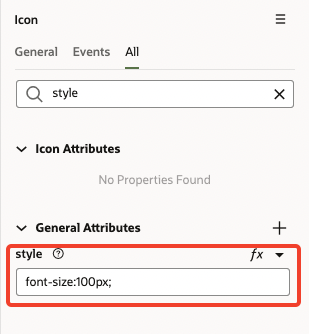 Icon
General Events All
style
Icon Attributes
No Properties Found
General Attributes
style fx
font-size:100px;